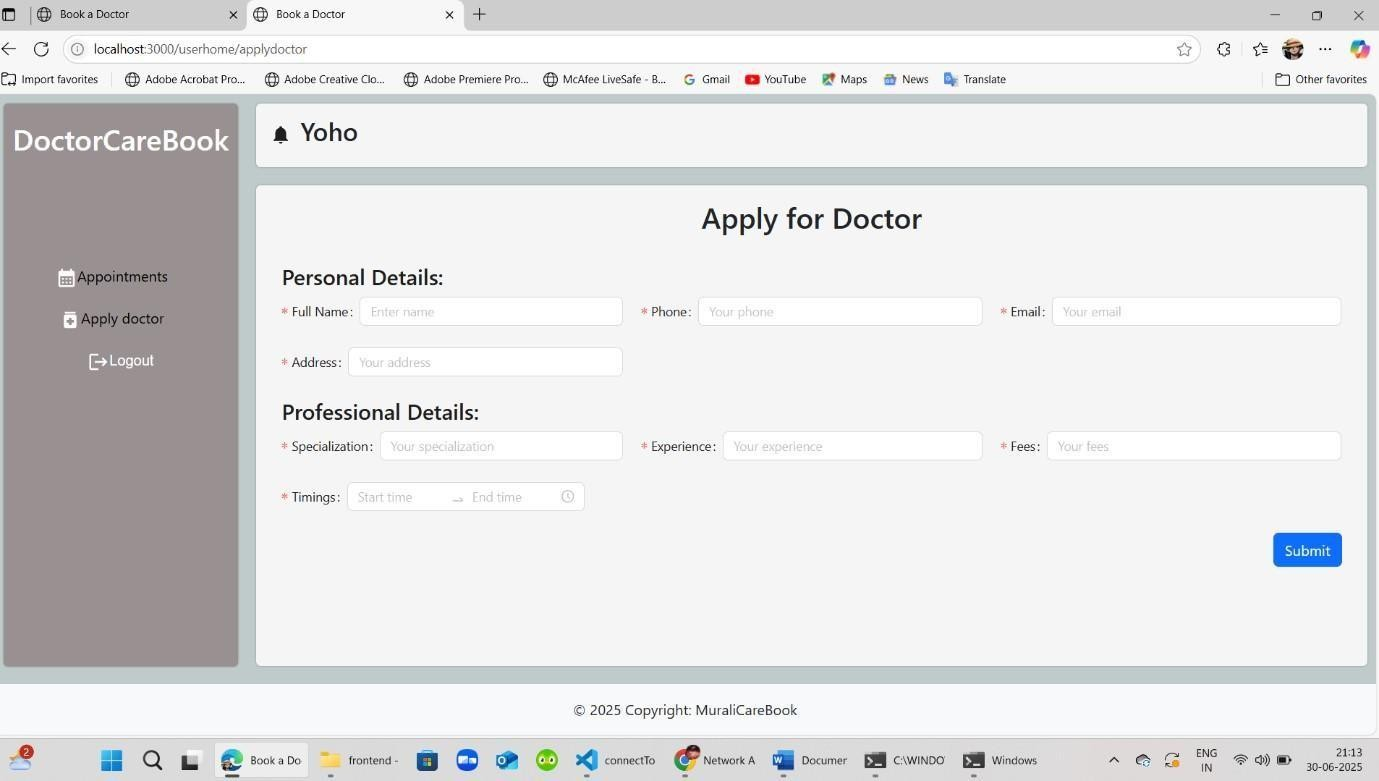 Book a Doctor
Book a Doctor
localhost:3000/userhome/applydoctor
Import favorites
Adobe Acrobat Pro...
Adobe Creative Clo...
Adobe Premiere Pro...
McAfee LiveSafe - B...
Gmail
YouTube
Maps
News
Translate
Other favorites
DoctorCareBook
Appointments
Apply doctor
Logout
Yoho
Apply for Doctor
Personal Details:
* Full Name: Enter name
* Phone: Your phone
* Email: Your email
* Address: Your address
Professional Details:
* Specialization: Your specialization
* Experience: Your experience
* Fees: Your fees
* Timings: Start time → End time
Submit
© 2025 Copyright: MuraliCareBook
2
Book a Do
frontend -
connectTo
Network A
Documer
C:\WINDO
Windows
ENG
IN
21:13
30-06-2025